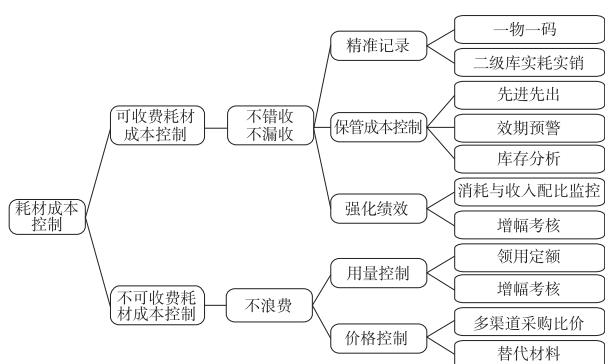 耗材成本
控制
可收费耗材
成本控制
不错收
不漏收
精准记录
一物一码
二级库实耗实销
保管成本控制
先进先出
效期预警
库存分析
强化绩效
消耗与收入配比监控
增幅考核
不可收费耗
材成本控制
不浪费
用量控制
领用定额
增幅考核
价格控制
多渠道采购比价
替代材料